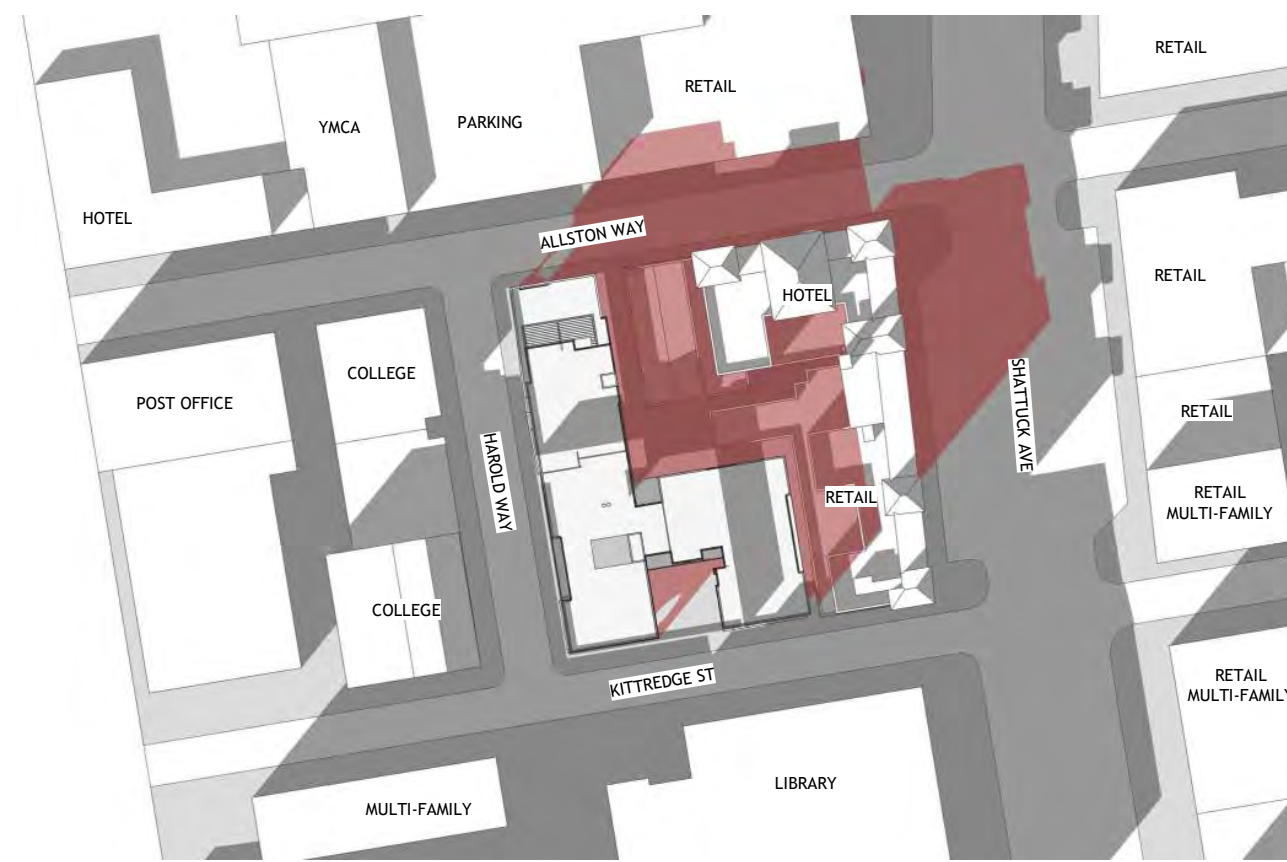 RETAIL
RETAIL
YMCA
PARKING
HOTEL
ALLSTON WAY
RETAIL
HOTEL
COLLEGE
POST OFFICE
SHATTUCK AVE
RETAIL
HAROLD WAY
RETAIL
RETAIL
MULTI-FAMILY
COLLEGE
KITTREDGE ST
RETAIL
MULTI-FAMILY
LIBRARY
MULTI-FAMILY